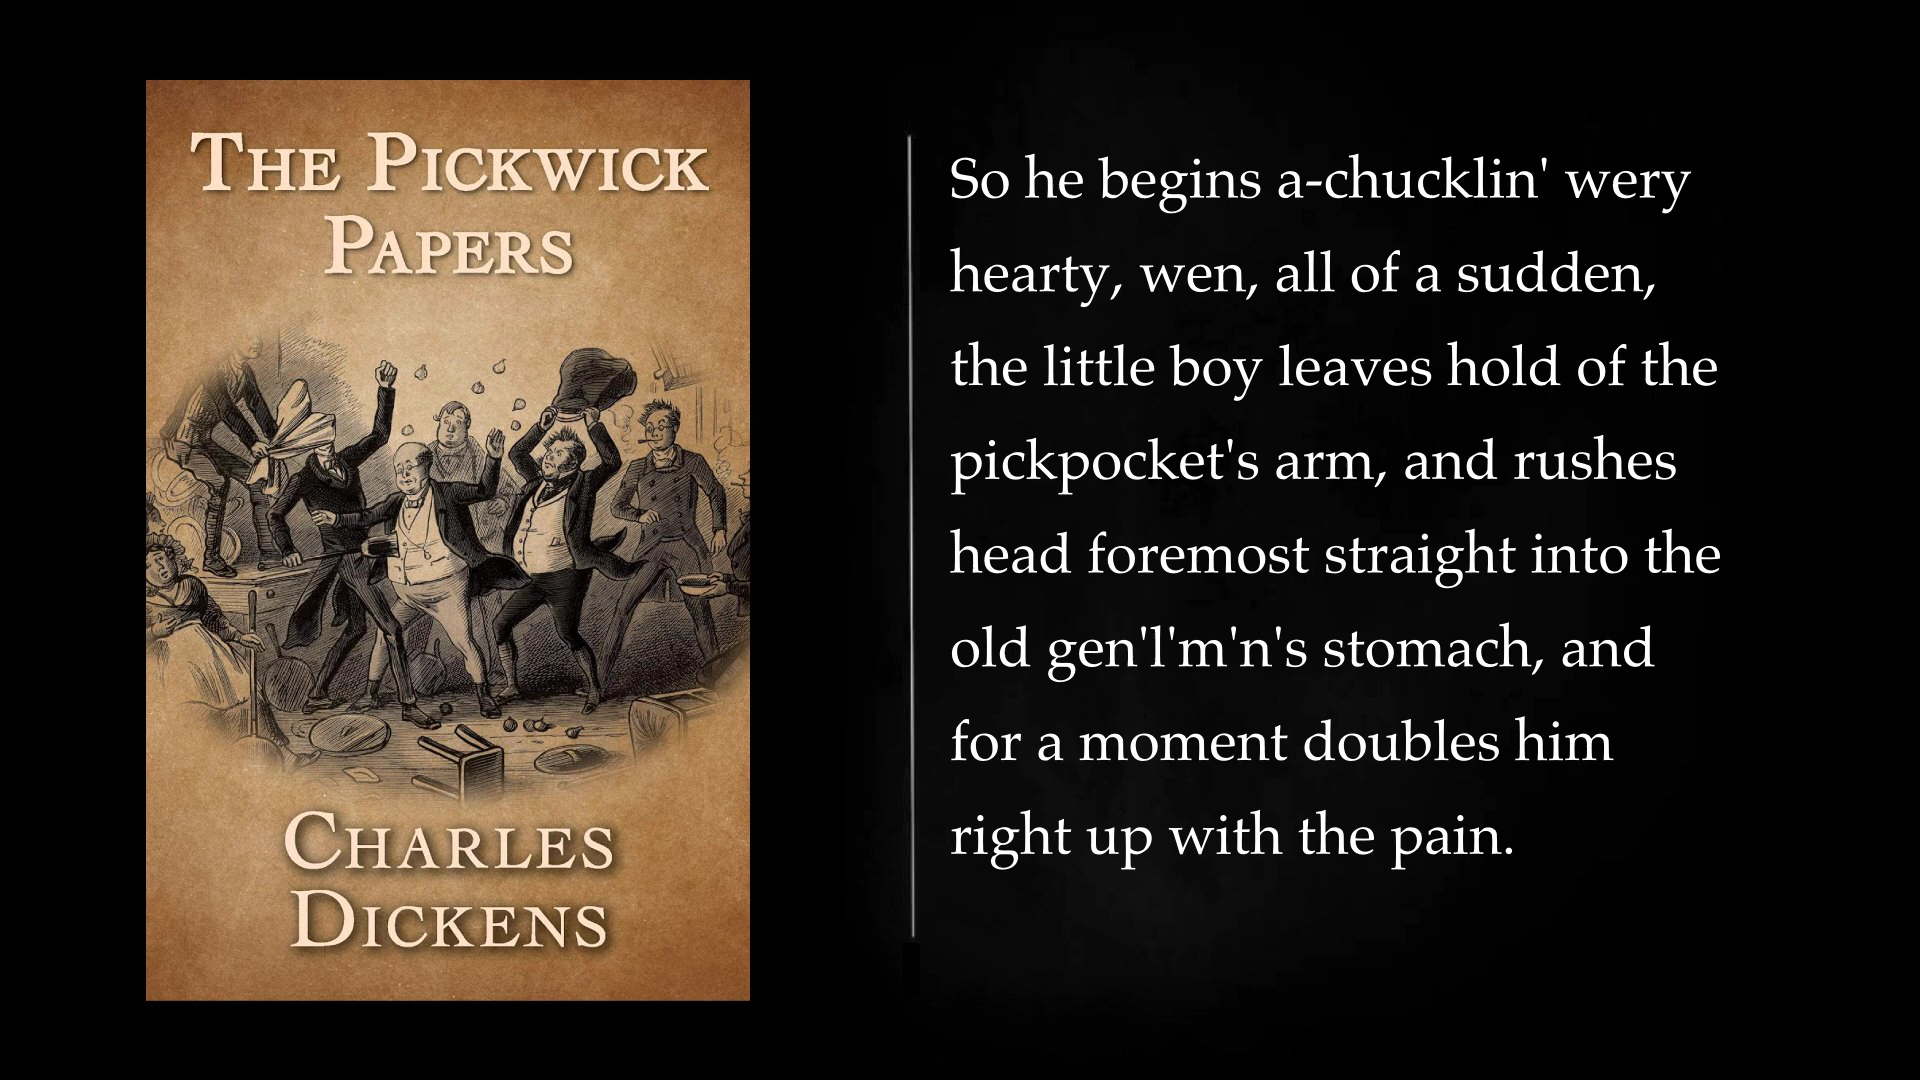 The Pickwick
Papers
Charles
Dickens
So he begins a-chucklin' wery
hearty, wen, all of a sudden,
the little boy leaves hold of the
pickpocket's arm, and rushes
head foremost straight into the
old gen'l'm'n's stomach, and
for a moment doubles him
right up with the pain.